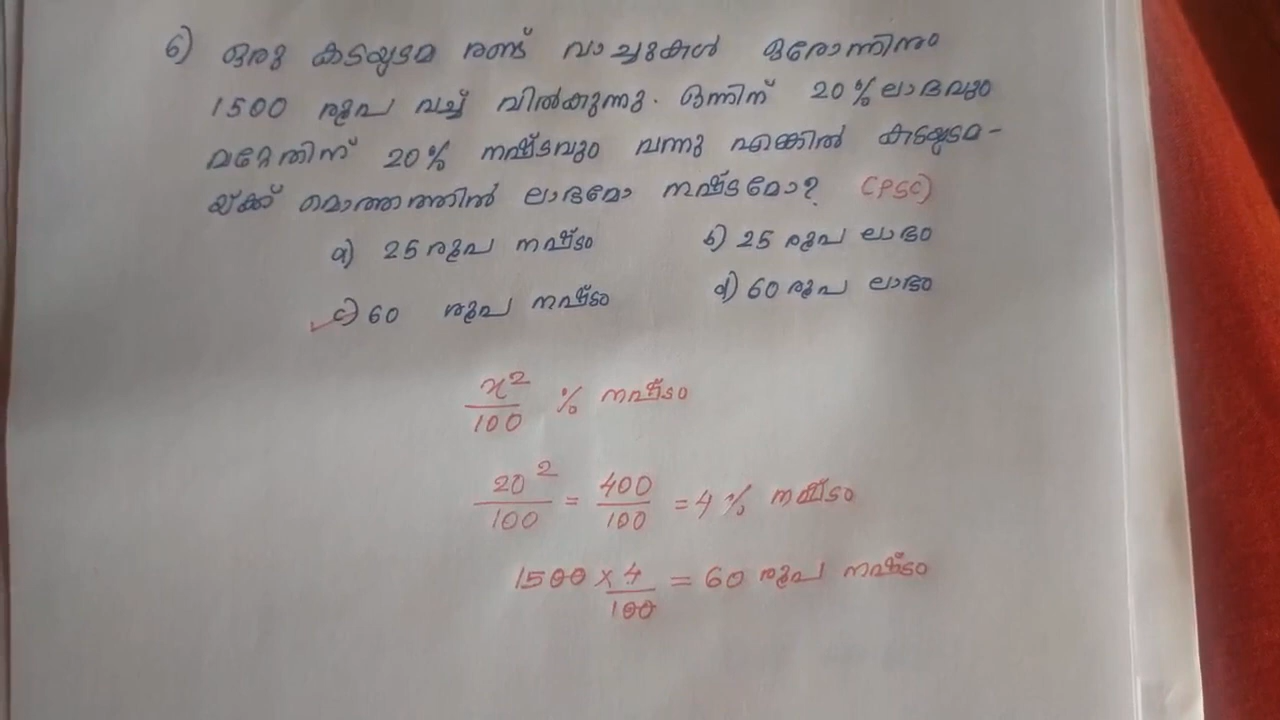 6) ഒരു കടയുടമ രണ്ട് വാച്ചുകൾ ഓരോന്നിനും
1500 രൂപ വച്ച് വിൽക്കുന്നു. ഒന്നിന് 20% ലാഭവും
മറ്റേതിന് 20% നഷ്ടവും വന്നു എങ്കിൽ കടയുടമ-
യ്ക്ക് മൊത്തത്തിൽ ലാഭമോ നഷ്ടമോ? (PSC)
a) 25 രൂപ നഷ്ടം b) 25 രൂപ ലാഭം
c) 60 രൂപ നഷ്ടം d) 60 രൂപ ലാഭം
x²/100 % നഷ്ടം
20²/100 = 400/100 = 4% നഷ്ടം
1500 × 4/100 = 60 രൂപ നഷ്ടം